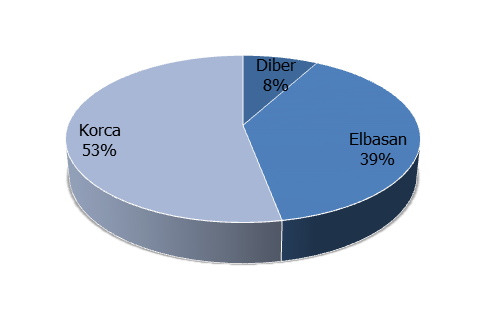 Diber
8%
Elbasan
39%
Korca
53%